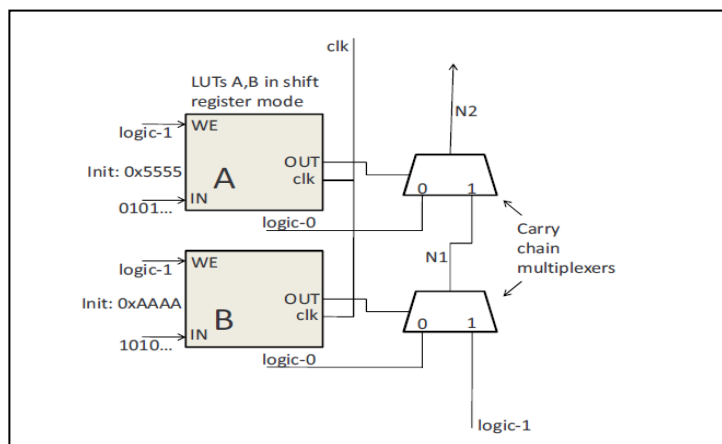 clk
LUTs A,B in shift
register mode
N2
logic-1
WE
Init: 0x5555
A
OUT
clk
IN
0101...
0
1
logic-0
Carry
chain
multiplexers
N1
logic-1
WE
Init: 0xAAAA
B
OUT
clk
IN
1010...
0
1
logic-0
logic-1